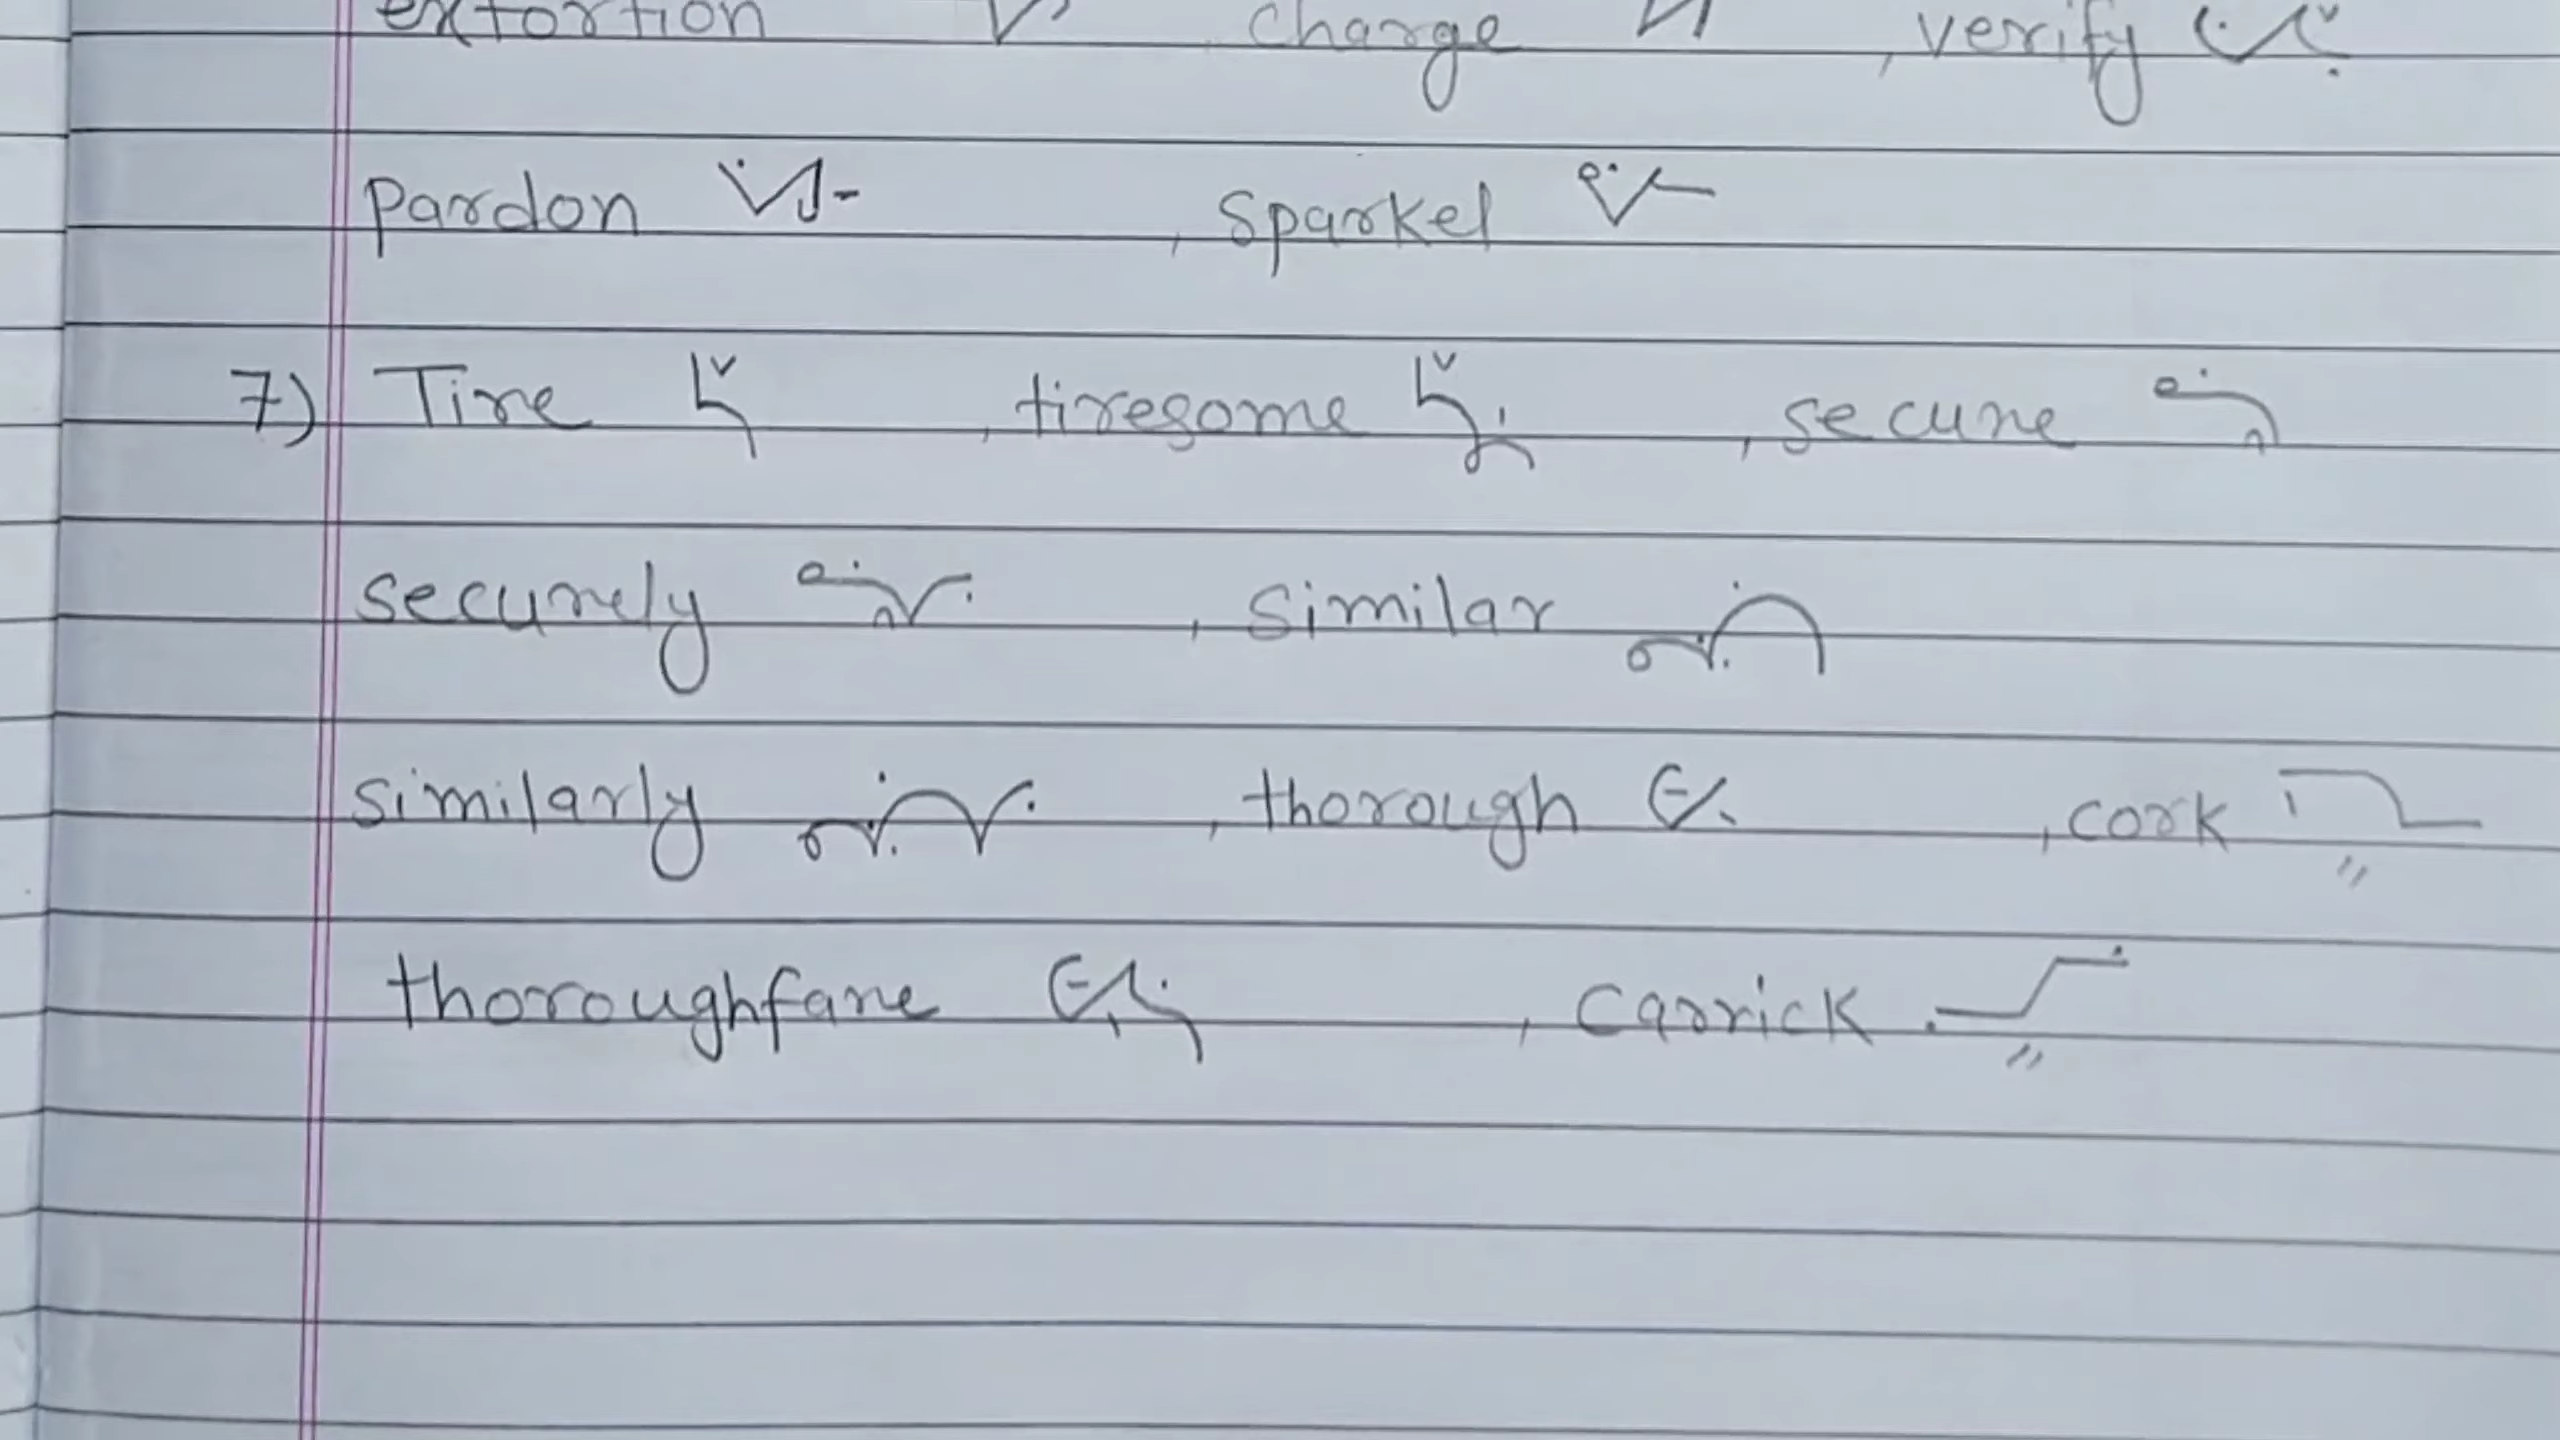 extortion , charge , verify
Pardon , Sparkel
7) Tire , tiresome , secure
securely , similar
similarly , thorough , cork
thoroughfare , Carrick